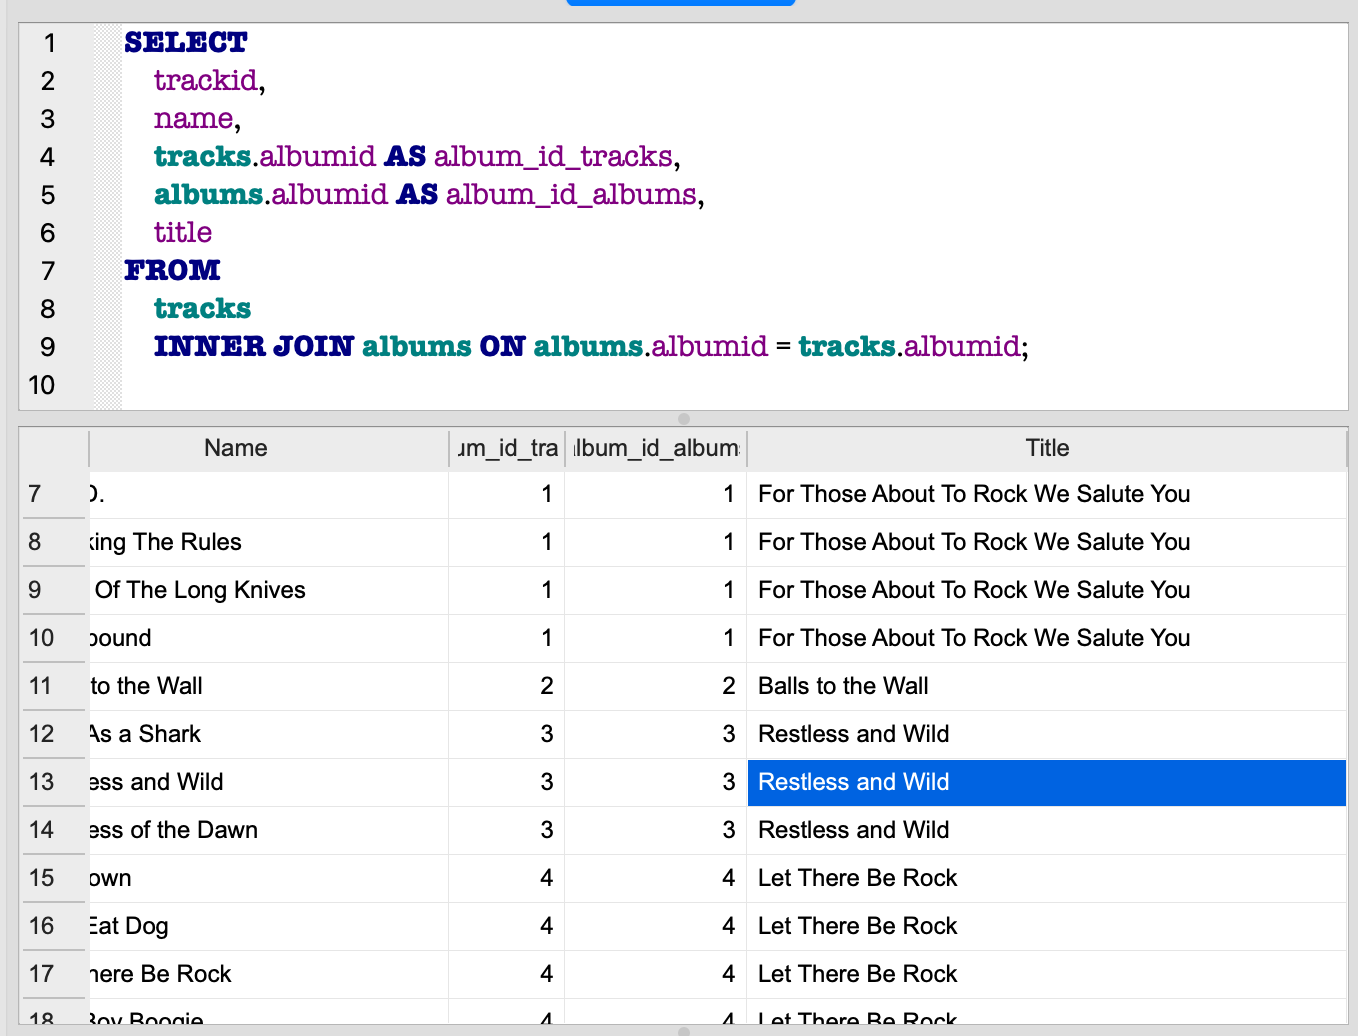 1 SELECT
2 trackid,
3 name,
4 tracks.albumid AS album_id_tracks,
5 albums.albumid AS album_id_albums,
6 title
7 FROM
8 tracks
9 INNER JOIN albums ON albums.albumid = tracks.albumid;
10
Name um_id_tra lbum_id_album Title
7 D. 1 1 For Those About To Rock We Salute You
8 king The Rules 1 1 For Those About To Rock We Salute You
9 Of The Long Knives 1 1 For Those About To Rock We Salute You
10 bound 1 1 For Those About To Rock We Salute You
11 to the Wall 2 2 Balls to the Wall
12 As a Shark 3 3 Restless and Wild
13 ess and Wild 3 3 Restless and Wild
14 ess of the Dawn 3 3 Restless and Wild
15 own 4 4 Let There Be Rock
16 Eat Dog 4 4 Let There Be Rock
17 here Be Rock 4 4 Let There Be Rock
18 Boy Boogie 4 4 Let There Be Rock